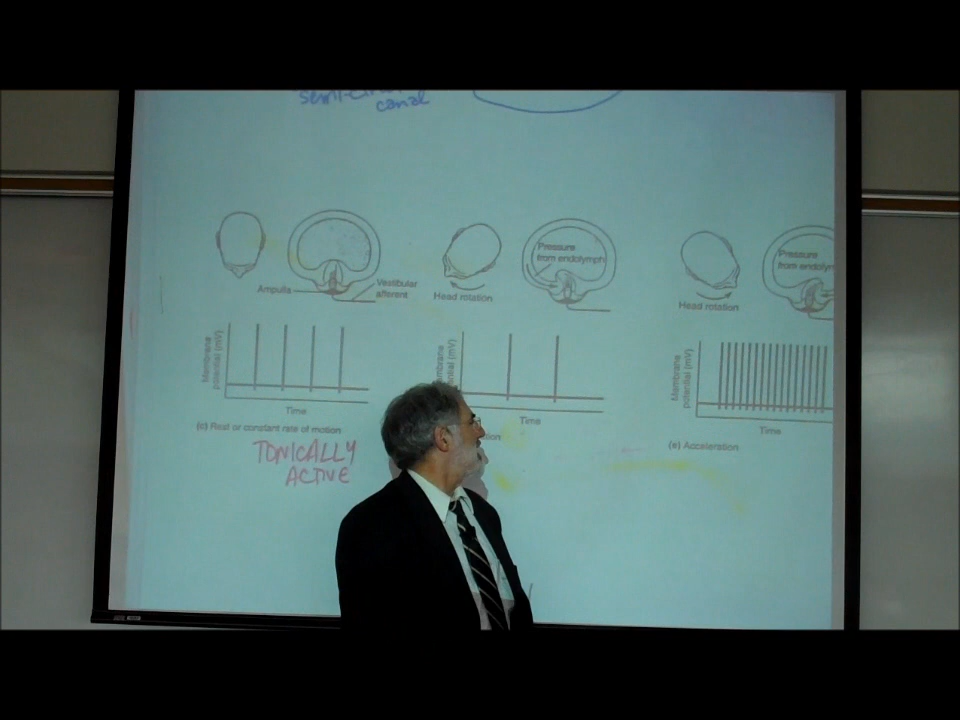 canal
Pressure
from endolymph
Pressure
Ampulla
Vestibular
afferent
Head rotation
Head rotation
Membrane
potential (mV)
Time
Time
Membrane
potential (mV)
Time
(c) Rest or constant rate of motion
(e) Acceleration
TONICALLY
ACTIVE